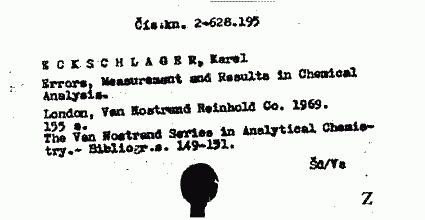 Čís.kn. 2-628.195
E C K S C H L A G E R, Karel
Errors, Measurement and Results in Chemical
Analysis.
London, Van Nostrand Reinhold Co. 1969.
155 s.
The Van Nostrand Series in Analytical Chemis-
try.- Bibliogr.s. 149-151.
Šd/Va
Z